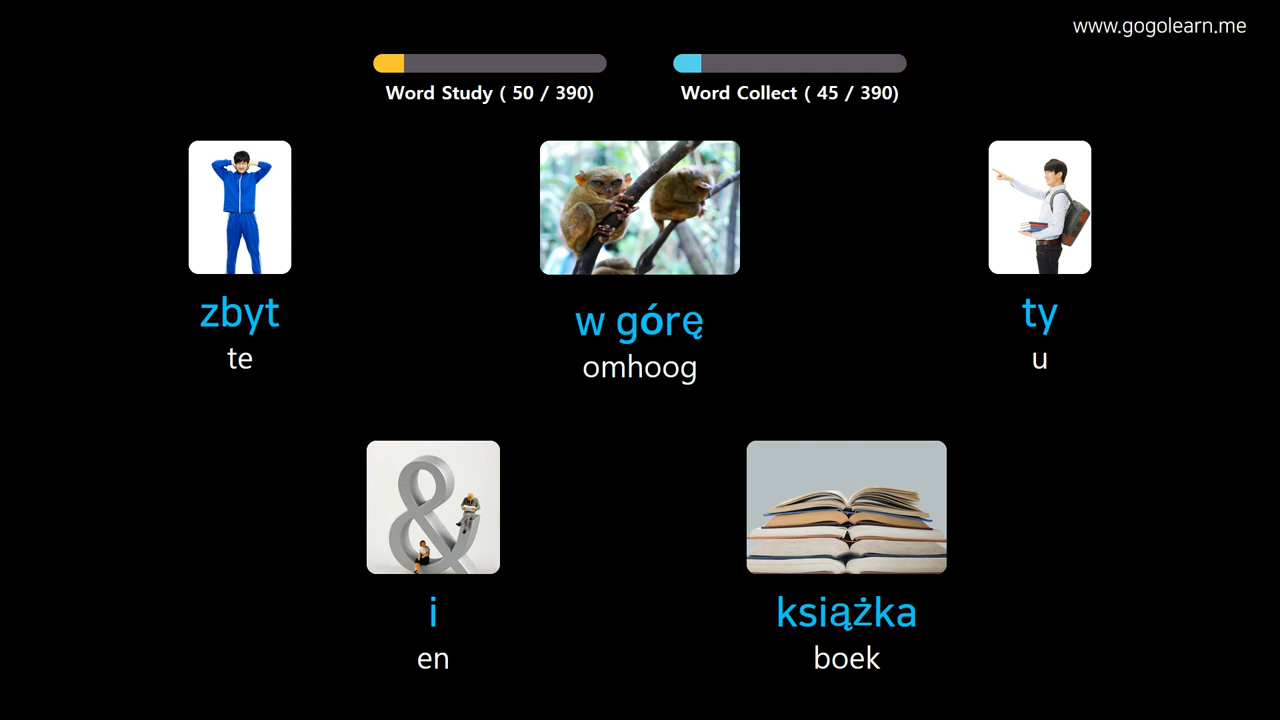 www.gogolearn.me
Word Study ( 50 / 390)
Word Collect ( 45 / 390)
zbyt
te
w górę
omhoog
ty
u
&
i
en
książka
boek